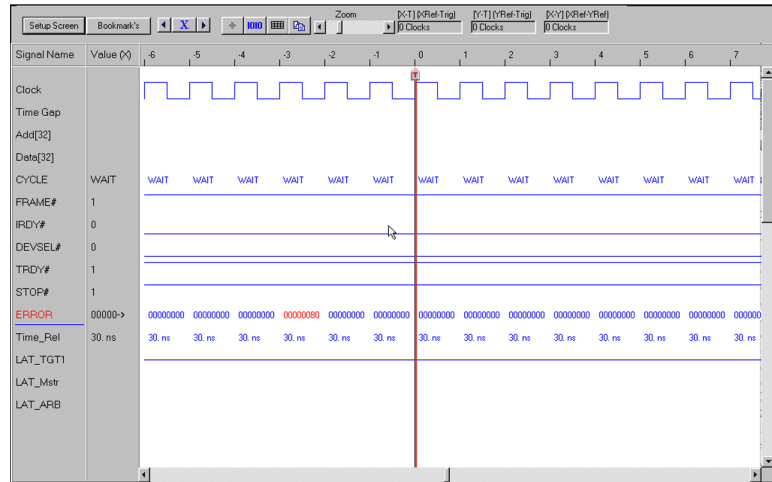 Setup Screen Bookmark's X 1010 Zoom [X-T] (XRef-Trig) [Y-T] (YRef-Trig) [X-Y] (XRef-YRef)
0 Clocks 0 Clocks 0 Clocks
Signal Name Value (X) -6 -5 -4 -3 -2 -1 0 1 2 3 4 5 6 7
T
Clock
Time Gap
Add[32]
Data[32]
CYCLE WAIT WAIT WAIT WAIT WAIT WAIT WAIT WAIT WAIT WAIT WAIT WAIT WAIT WAIT WAIT
FRAME# 1
IRDY# 0
DEVSEL# 0
TRDY# 1
STOP# 1
ERROR 00000-> 00000000 00000000 00000000 00000080 00000000 00000000 00000000 00000000 00000000 00000000 00000000 00000000 00000000 000000
Time_Rel 30. ns 30. ns 30. ns 30. ns 30. ns 30. ns 30. ns 30. ns 30. ns 30. ns 30. ns 30. ns 30. ns 30. ns 30. ns
LAT_TGT1
LAT_Mstr
LAT_ARB